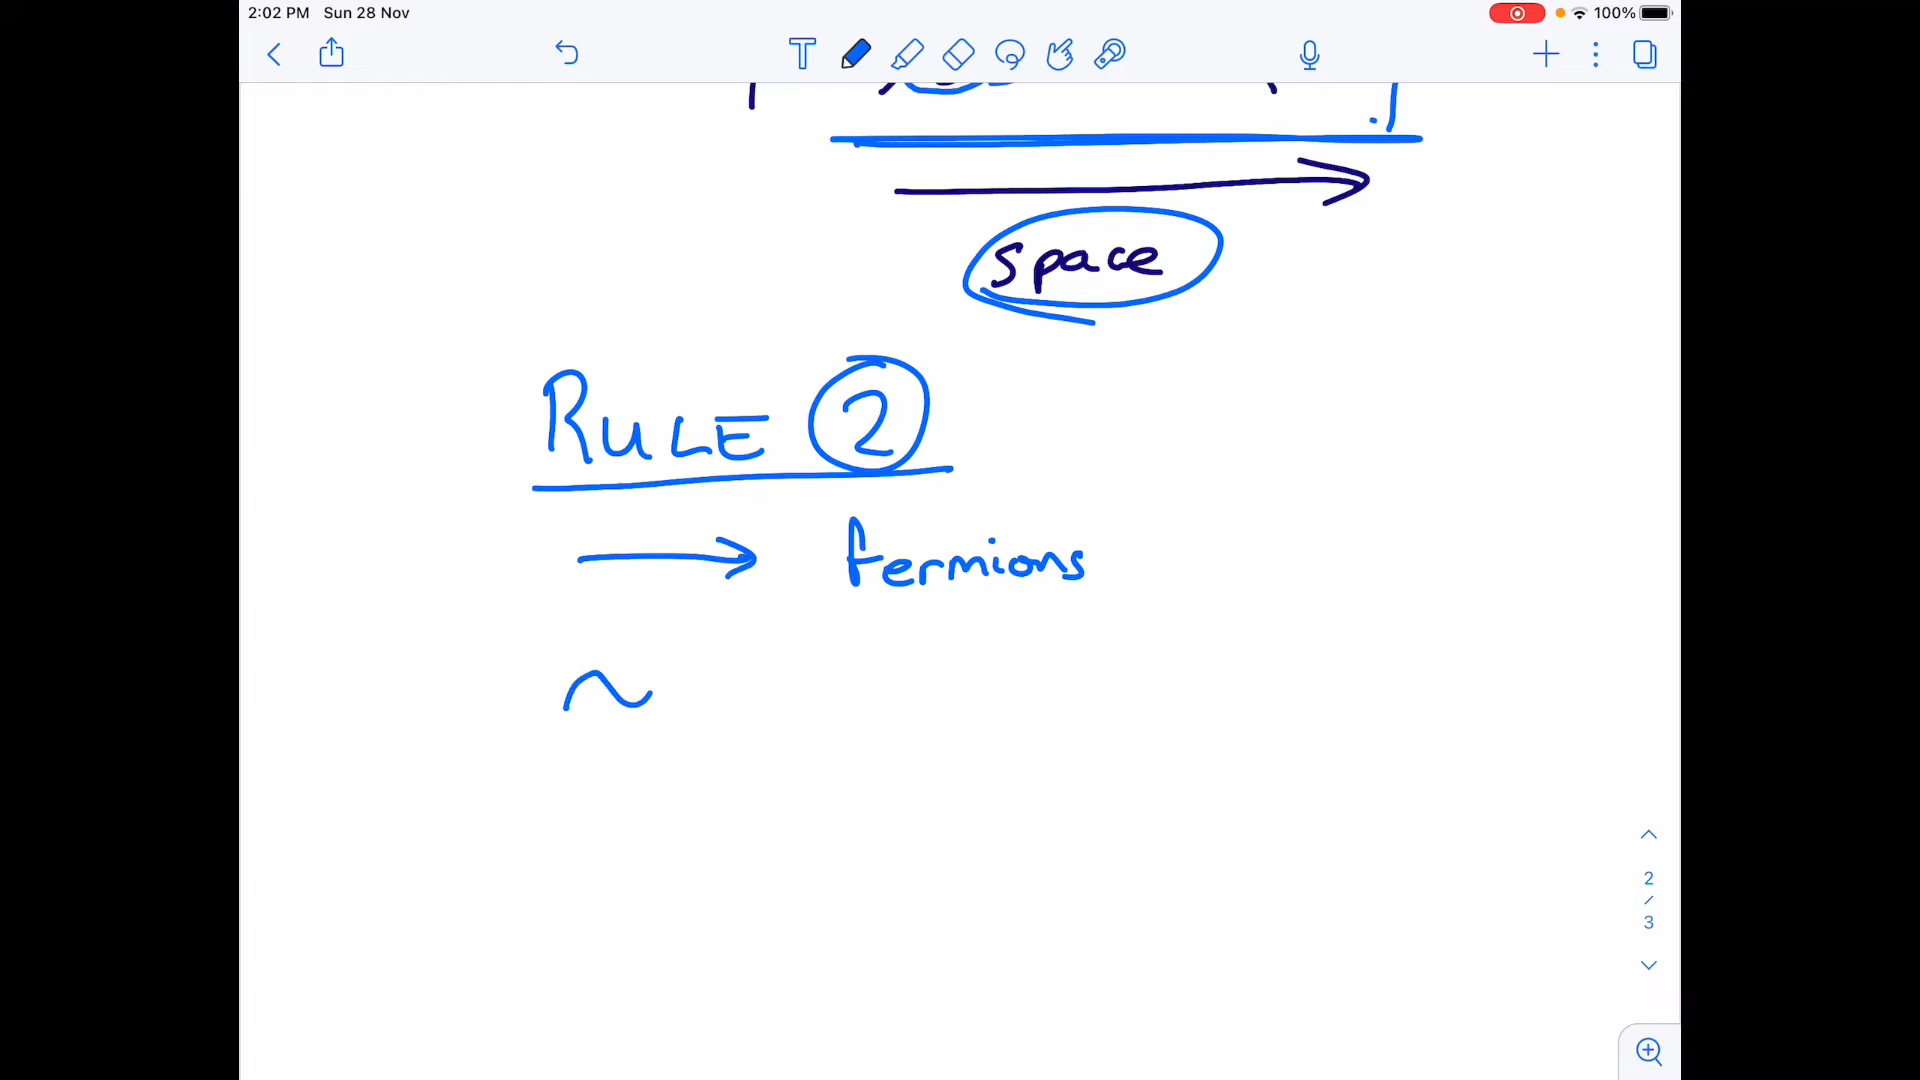 2:02 PM Sun 28 Nov 100%
space
RULE 2
→ fermions
~
2
/
3